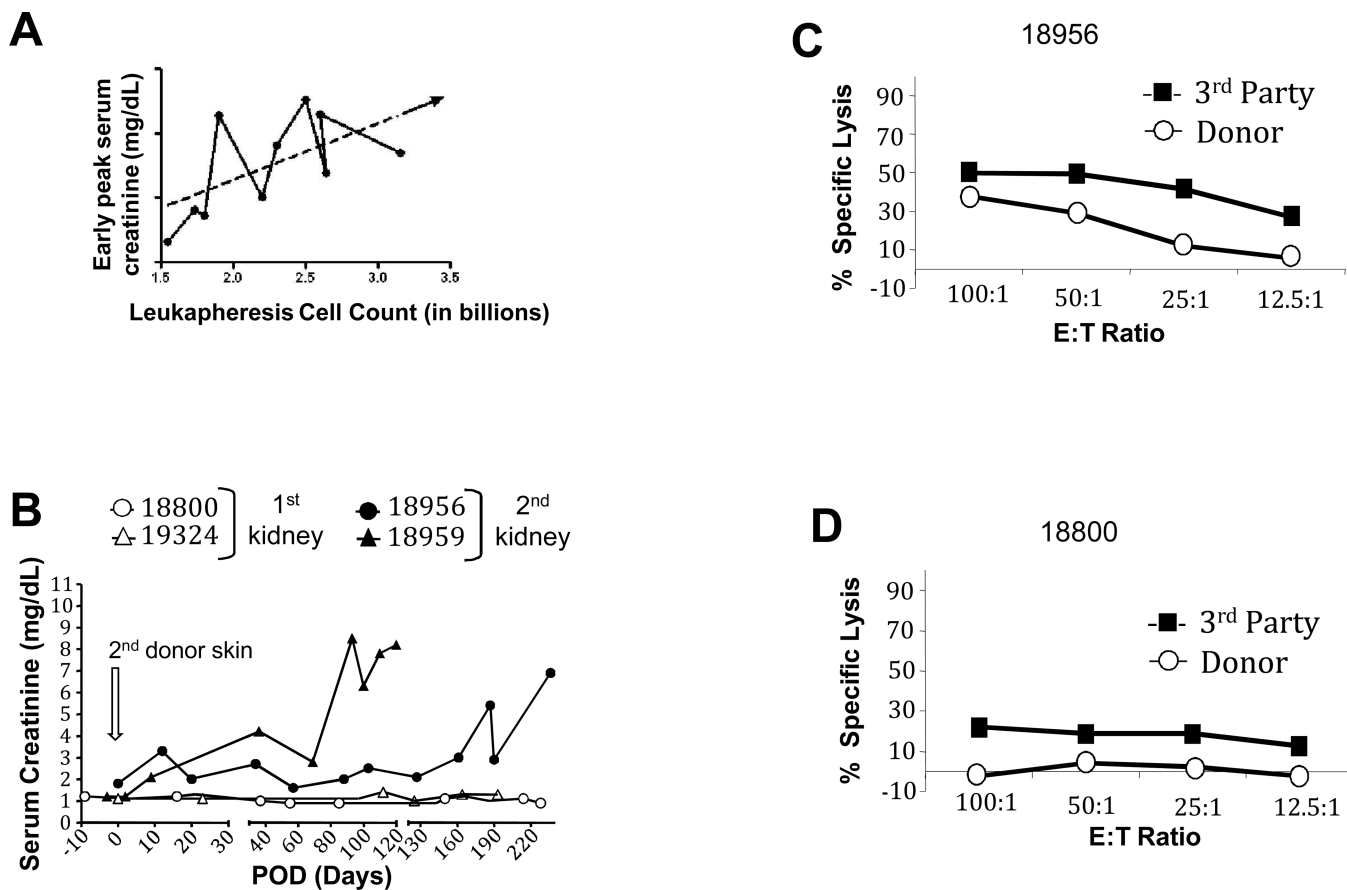 A
Early peak serum
creatinine (mg/dL)
1.5 2.0 2.5 3.0 3.5
Leukapheresis Cell Count (in billions)
B
18800
19324
1st
kidney
18956
18959
2nd
kidney
Serum Creatinine (mg/dL)
11
10
9
8
7
6
5
4
3
2
1
0
2nd donor skin
-10 0 10 20 30 40 60 80 100 120 130 160 190 220
POD (Days)
C
18956
% Specific Lysis
90
70
50
30
10
-10
3rd Party
Donor
100:1 50:1 25:1 12.5:1
E:T Ratio
D
18800
% Specific Lysis
90
70
50
30
10
-10
3rd Party
Donor
100:1 50:1 25:1 12.5:1
E:T Ratio